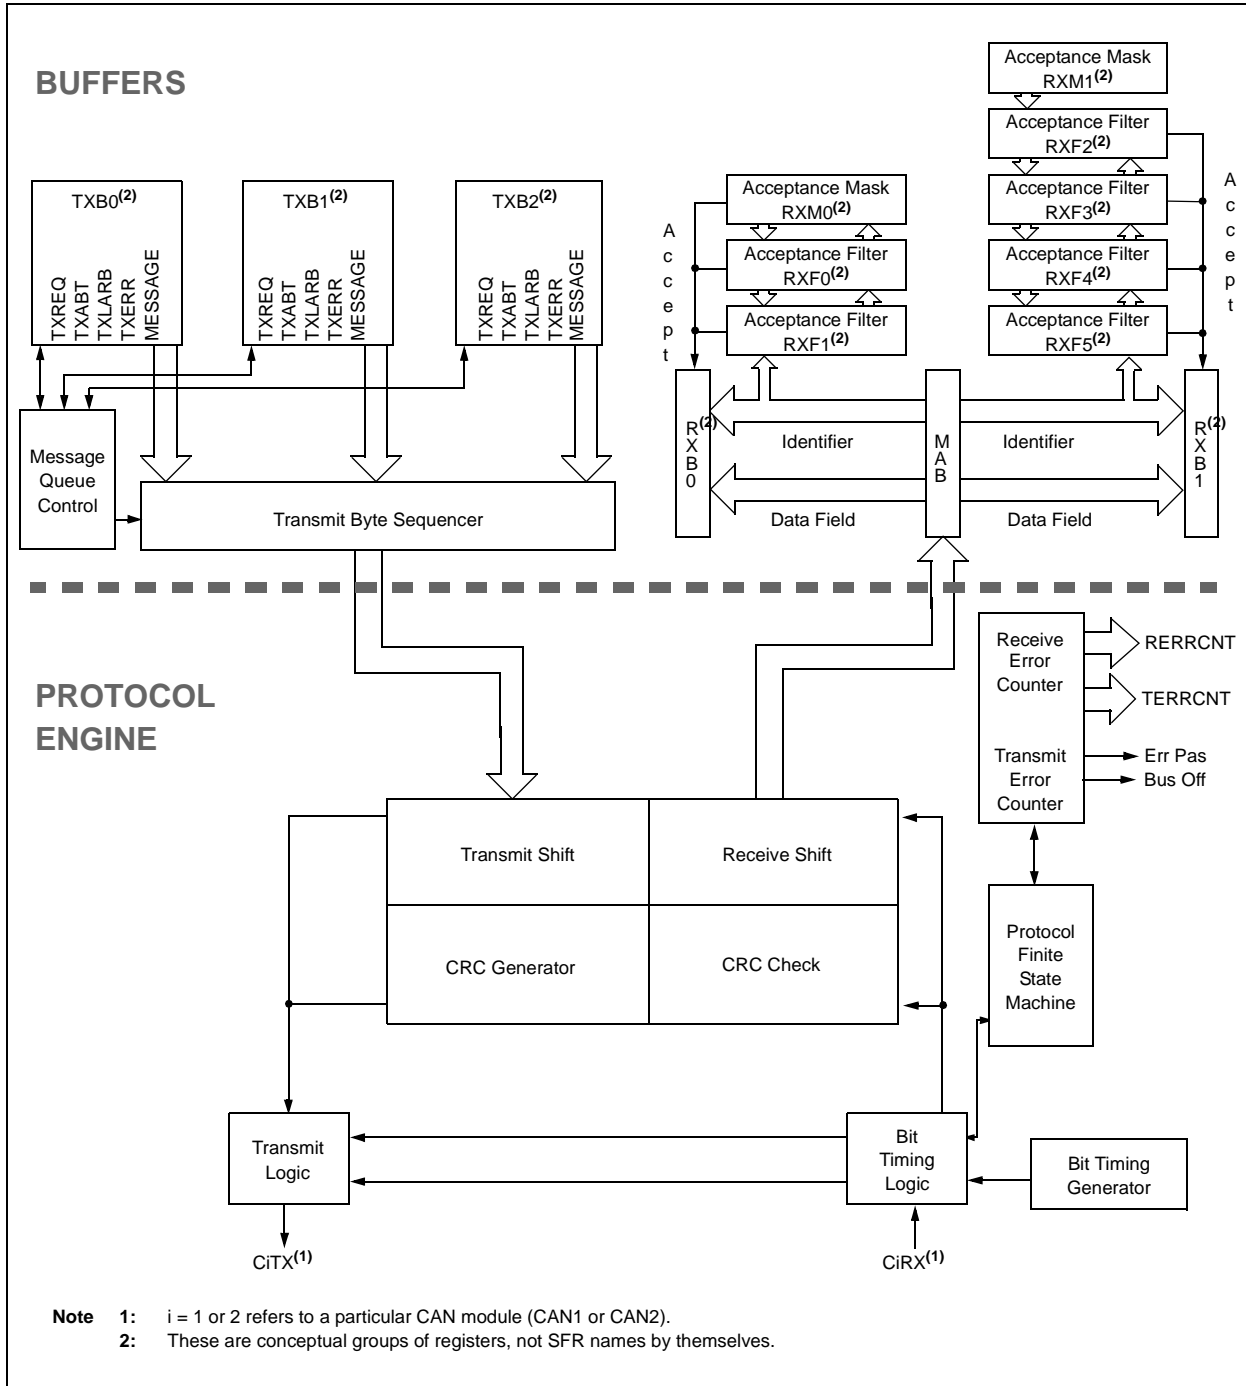 BUFFERS
Acceptance Mask
RXM1(2)
Acceptance Filter
RXF2(2)
Acceptance Filter
RXF3(2)
Acceptance Filter
RXF4(2)
Acceptance Filter
RXF5(2)
Accept
Acceptance Mask
RXM0(2)
Acceptance Filter
RXF0(2)
Acceptance Filter
RXF1(2)
Accept
TXB0(2)
TXREQ
TXABT
TXLARB
TXERR
MESSAGE
TXB1(2)
TXREQ
TXABT
TXLARB
TXERR
MESSAGE
TXB2(2)
TXREQ
TXABT
TXLARB
TXERR
MESSAGE
Message
Queue
Control
Transmit Byte Sequencer
RXB0(2)
Identifier
Data Field
MAB
Identifier
Data Field
RXB1(2)
PROTOCOL
ENGINE
Receive
Error
Counter
Transmit
Error
Counter
RERRCNT
TERRCNT
Err Pas
Bus Off
Transmit Shift
Receive Shift
CRC Generator
CRC Check
Protocol
Finite
State
Machine
Transmit
Logic
Bit
Timing
Logic
Bit Timing
Generator
CiTX(1)
CiRX(1)
Note 1: i = 1 or 2 refers to a particular CAN module (CAN1 or CAN2).
2: These are conceptual groups of registers, not SFR names by themselves.